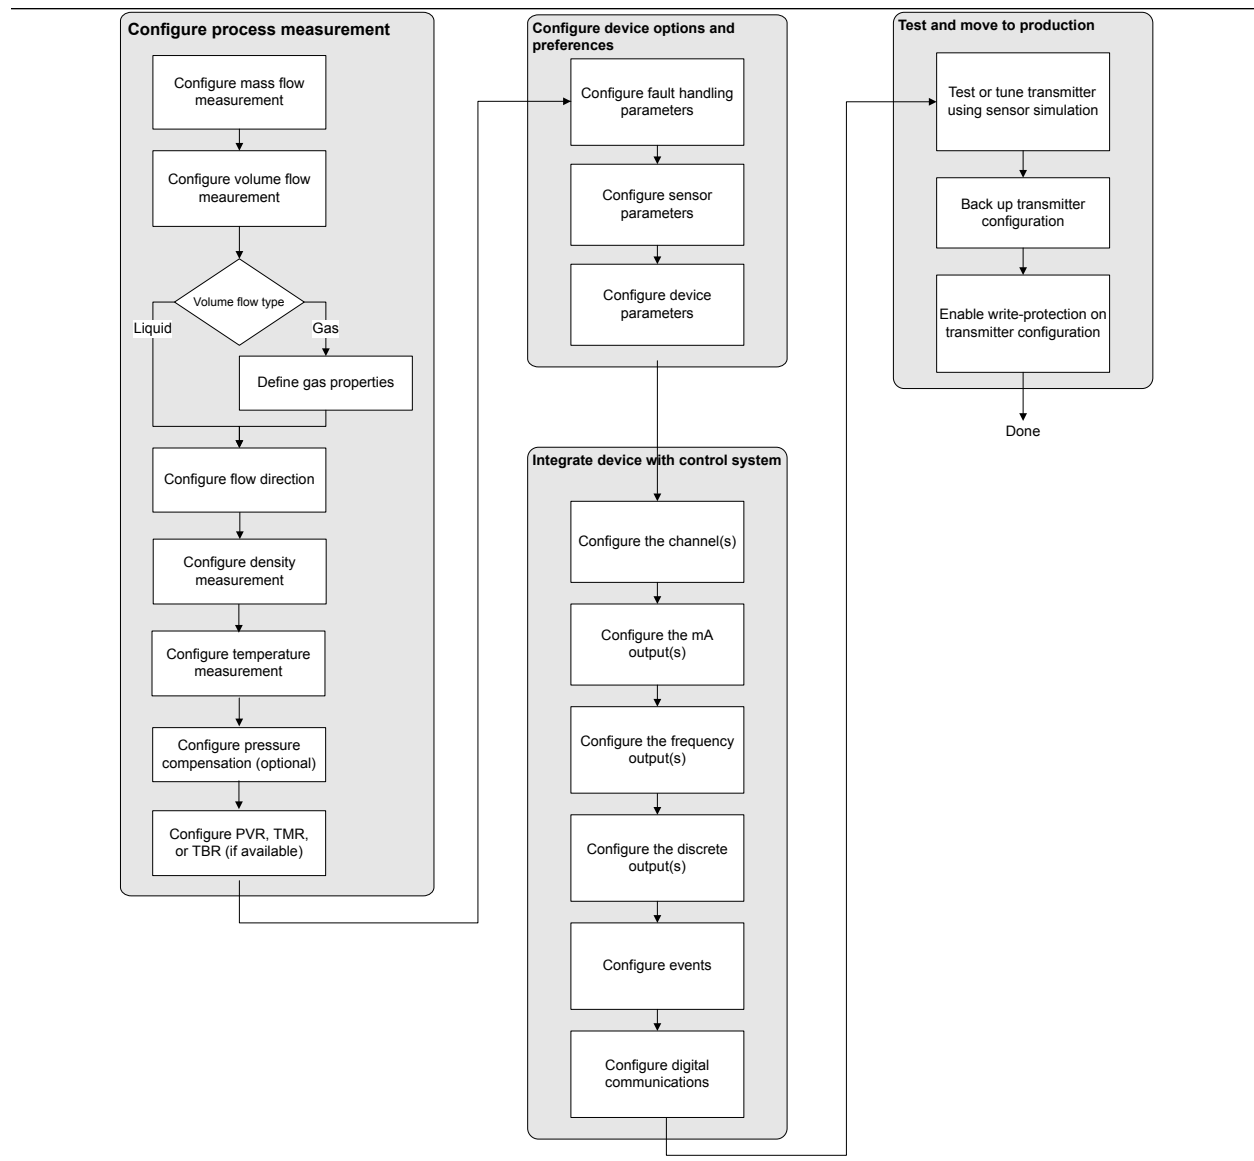 Configure process measurement
Configure mass flow
measurement
Configure volume flow
meaurement
Volume flow type
Liquid
Gas
Define gas properties
Configure flow direction
Configure density
measurement
Configure temperature
measurement
Configure pressure
compensation (optional)
Configure PVR, TMR,
or TBR (if available)
Configure device options and
preferences
Configure fault handling
parameters
Configure sensor
parameters
Configure device
parameters
Integrate device with control system
Configure the channel(s)
Configure the mA
output(s)
Configure the frequency
output(s)
Configure the discrete
output(s)
Configure events
Configure digital
communications
Test and move to production
Test or tune transmitter
using sensor simulation
Back up transmitter
configuration
Enable write-protection on
transmitter configuration
Done